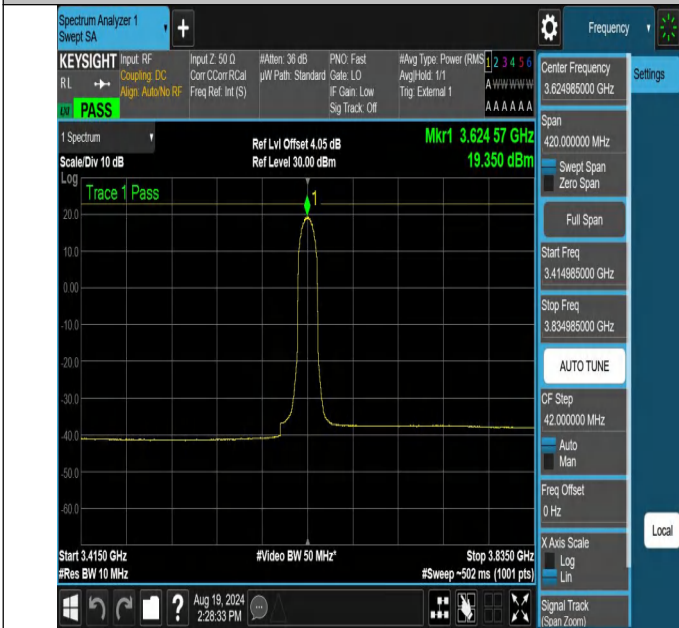 Spectrum Analyzer 1
Swept SA
+
Frequency
KEYSIGHT
RL
PASS
Input: RF
Coupling: DC
Align: Auto/No RF
Input Z: 50 Ω
Corr CCorr RCal
Freq Ref: Int (S)
#Atten: 36 dB
µW Path: Standard
PNO: Fast
Gate: LO
IF Gain: Low
Sig Track: Off
#Avg Type: Power (RMS
Avg|Hold: 1/1
Trig: External 1
1 2 3 4 5 6
A W W W W W
A A A A A A
1 Spectrum
Scale/Div 10 dB
Log
Ref Lvl Offset 4.05 dB
Ref Level 30.00 dBm
Mkr1 3.624 57 GHz
19.350 dBm
Trace 1 Pass
1
20.0
10.0
0.00
-10.0
-20.0
-30.0
-40.0
-50.0
-60.0
Start 3.4150 GHz
#Res BW 10 MHz
#Video BW 50 MHz*
Stop 3.8350 GHz
#Sweep ~502 ms (1001 pts)
?
Aug 19, 2024
2:28:33 PM
Center Frequency
3.624985000 GHz
Settings
Span
420.000000 MHz
Swept Span
Zero Span
Full Span
Start Freq
3.414985000 GHz
Stop Freq
3.834985000 GHz
AUTO TUNE
CF Step
42.000000 MHz
Auto
Man
Freq Offset
0 Hz
Local
X Axis Scale
Log
Lin
Signal Track
(Span Zoom)